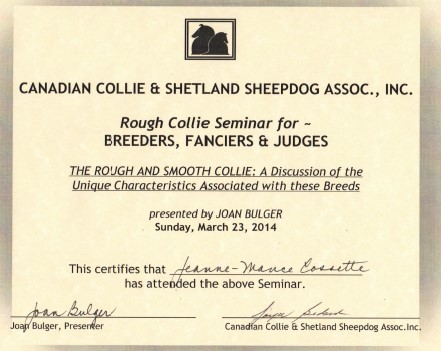 CANADIAN COLLIE & SHETLAND SHEEPDOG ASSOC., INC.
Rough Collie Seminar for ~
BREEDERS, FANCIERS & JUDGES
THE ROUGH AND SMOOTH COLLIE: A Discussion of the
Unique Characteristics Associated with these Breeds
presented by JOAN BULGER
Sunday, March 23, 2014
This certifies that Jeanne-Mance Cossette
has attended the above Seminar.
Joan Bulger
Joan Bulger, Presenter
Canadian Collie & Shetland Sheepdog Assoc.Inc.